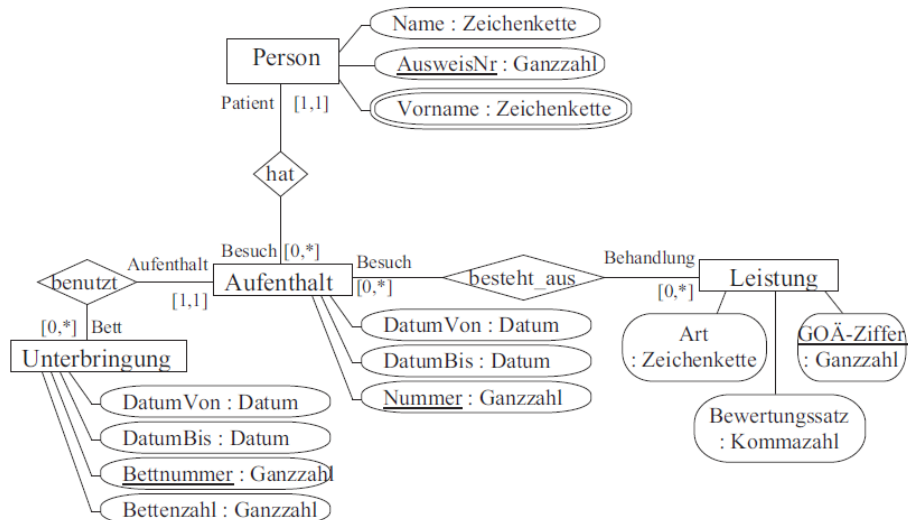 Name : Zeichenkette
Person
AusweisNr : Ganzzahl
Patient
[1,1]
Vorname : Zeichenkette
hat
Besuch
[0,*]
Aufenthalt
benutzt
[1,1]
Aufenthalt
Besuch
[0,*]
besteht_aus
Behandlung
[0,*]
Leistung
[0,*]
Bett
Unterbringung
DatumVon : Datum
DatumBis : Datum
Nummer : Ganzzahl
Art
: Zeichenkette
GOÄ-Ziffer
: Ganzzahl
Bewertungssatz
: Kommazahl
DatumVon : Datum
DatumBis : Datum
Bettnummer : Ganzzahl
Bettenzahl : Ganzzahl